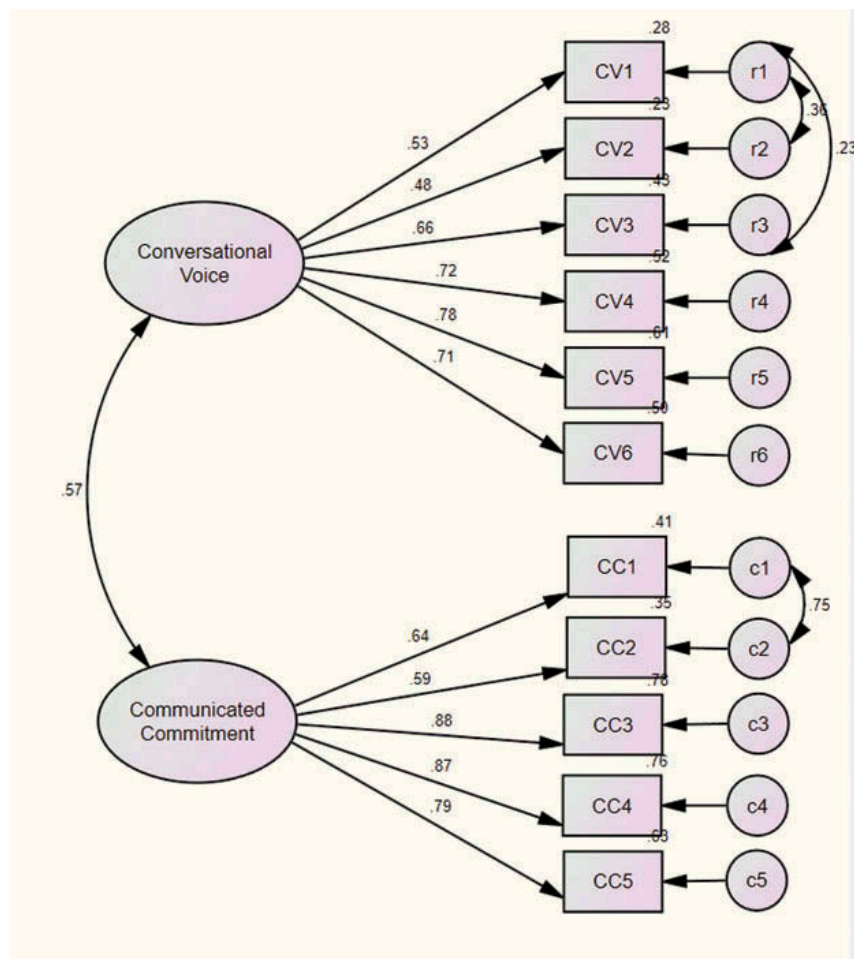 .28
CV1
r1
.53
.36
.23
CV2
r2
.48
.23
.43
CV3
r3
.66
.52
Conversational
Voice
CV4
r4
.72
.61
CV5
r5
.78
.50
CV6
r6
.71
.57
.41
CC1
c1
.64
.75
.35
CC2
c2
.59
.78
Communicated
Commitment
CC3
c3
.88
.76
CC4
c4
.87
.63
CC5
c5
.79